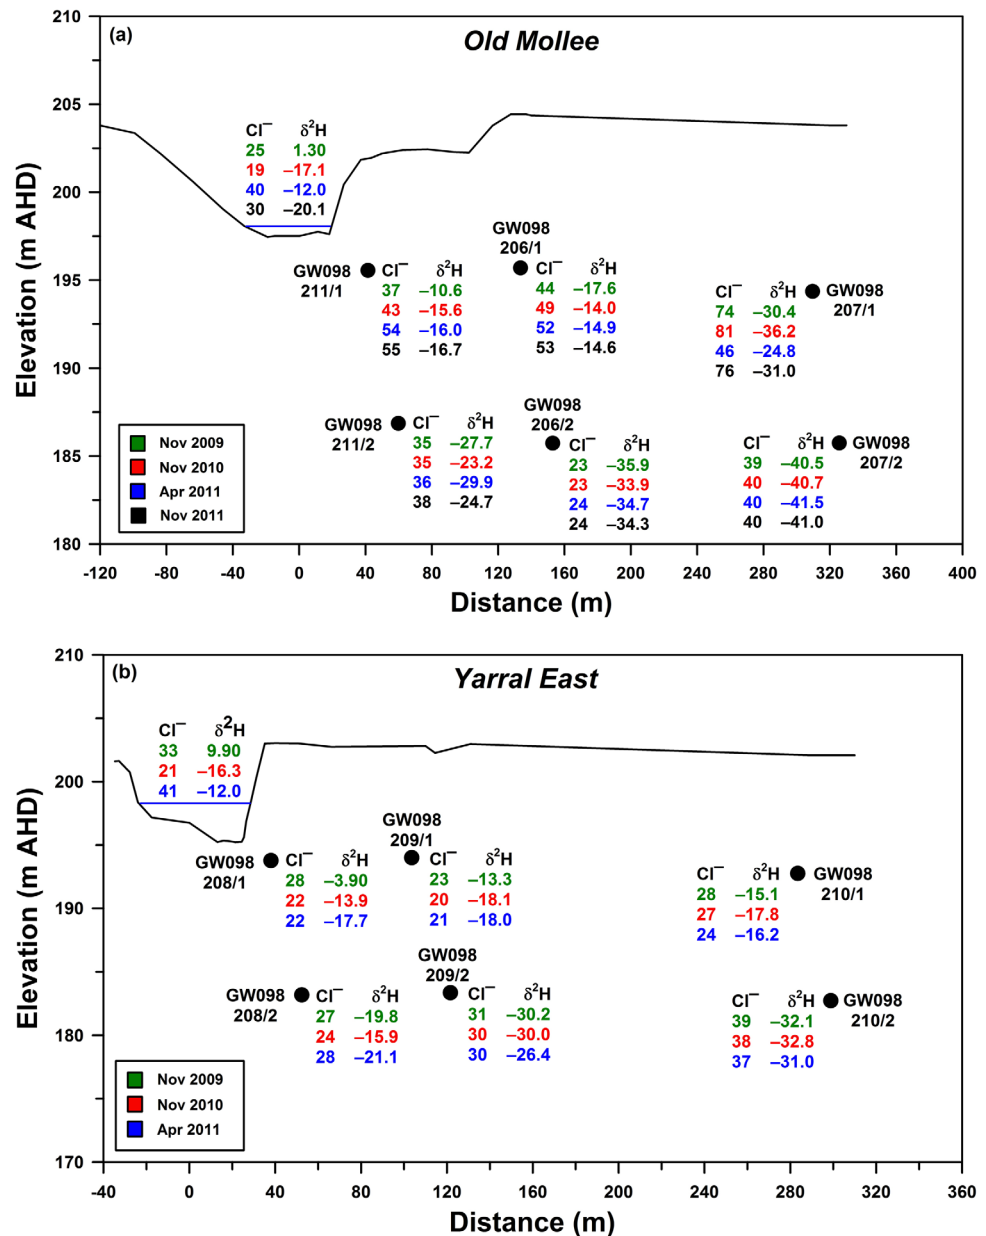 (a)
Old Mollee
210
205
200
195
190
185
180
Elevation (m AHD)
Cl– δ2H
25 1.30
19 –17.1
40 –12.0
30 –20.1
GW098
211/1
Cl– δ2H
37 –10.6
43 –15.6
54 –16.0
55 –16.7
GW098
206/1
Cl– δ2H
44 –17.6
49 –14.0
52 –14.9
53 –14.6
Cl– δ2H
74 –30.4
81 –36.2
46 –24.8
76 –31.0
GW098
207/1
GW098
211/2
Cl– δ2H
35 –27.7
35 –23.2
36 –29.9
38 –24.7
GW098
206/2
Cl– δ2H
23 –35.9
23 –33.9
24 –34.7
24 –34.3
Cl– δ2H
39 –40.5
40 –40.7
40 –41.5
40 –41.0
GW098
207/2
Nov 2009
Nov 2010
Apr 2011
Nov 2011
-120 -80 -40 0 40 80 120 160 200 240 280 320 360 400
Distance (m)
(b)
Yarral East
210
200
190
180
170
Elevation (m AHD)
Cl– δ2H
33 9.90
21 –16.3
41 –12.0
GW098
208/1
Cl– δ2H
28 –3.90
22 –13.9
22 –17.7
GW098
209/1
Cl– δ2H
23 –13.3
20 –18.1
21 –18.0
Cl– δ2H
28 –15.1
27 –17.8
24 –16.2
GW098
210/1
GW098
208/2
Cl– δ2H
27 –19.8
24 –15.9
28 –21.1
GW098
209/2
Cl– δ2H
31 –30.2
30 –30.0
30 –26.4
Cl– δ2H
39 –32.1
38 –32.8
37 –31.0
GW098
210/2
Nov 2009
Nov 2010
Apr 2011
-40 0 40 80 120 160 200 240 280 320 360
Distance (m)